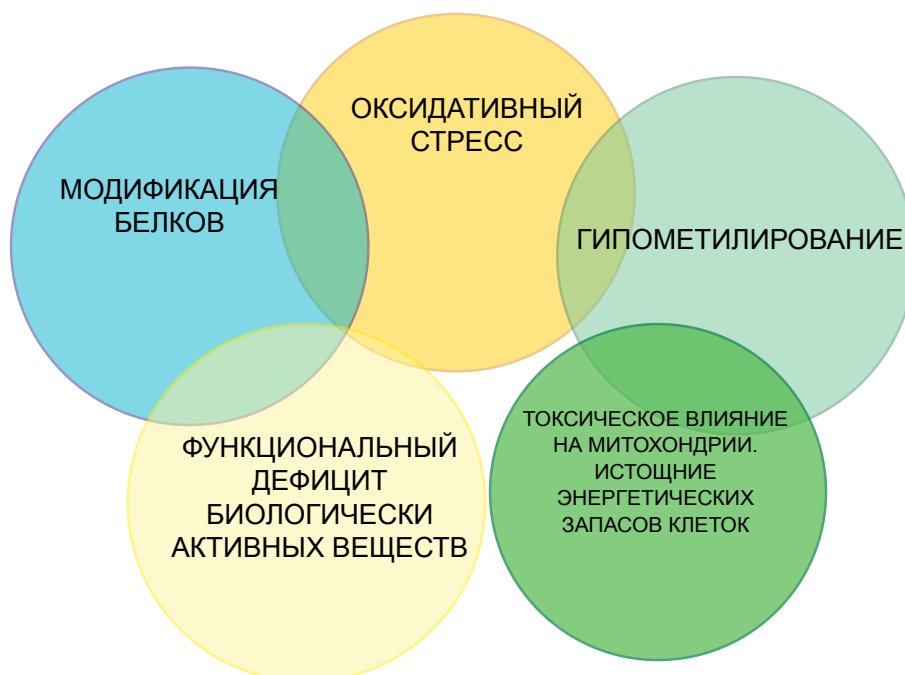 ОКСИДАТИВНЫЙ
СТРЕСС
МОДИФИКАЦИЯ
БЕЛКОВ
ГИПОМЕТИЛИРОВАНИЕ
ФУНКЦИОНАЛЬНЫЙ
ДЕФИЦИТ
БИОЛОГИЧЕСКИ
АКТИВНЫХ ВЕЩЕСТВ
ТОКСИЧЕСКОЕ ВЛИЯНИЕ
НА МИТОХОНДРИИ.
ИСТОЩНИЕ
ЭНЕРГЕТИЧЕСКИХ
ЗАПАСОВ КЛЕТОК